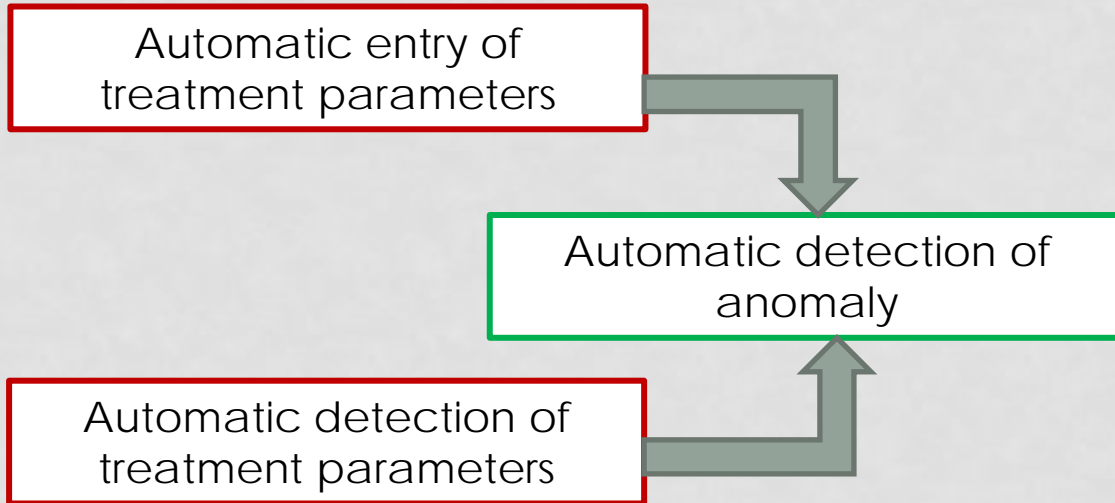 Automatic entry of
treatment parameters
Automatic detection of
anomaly
Automatic detection of
treatment parameters